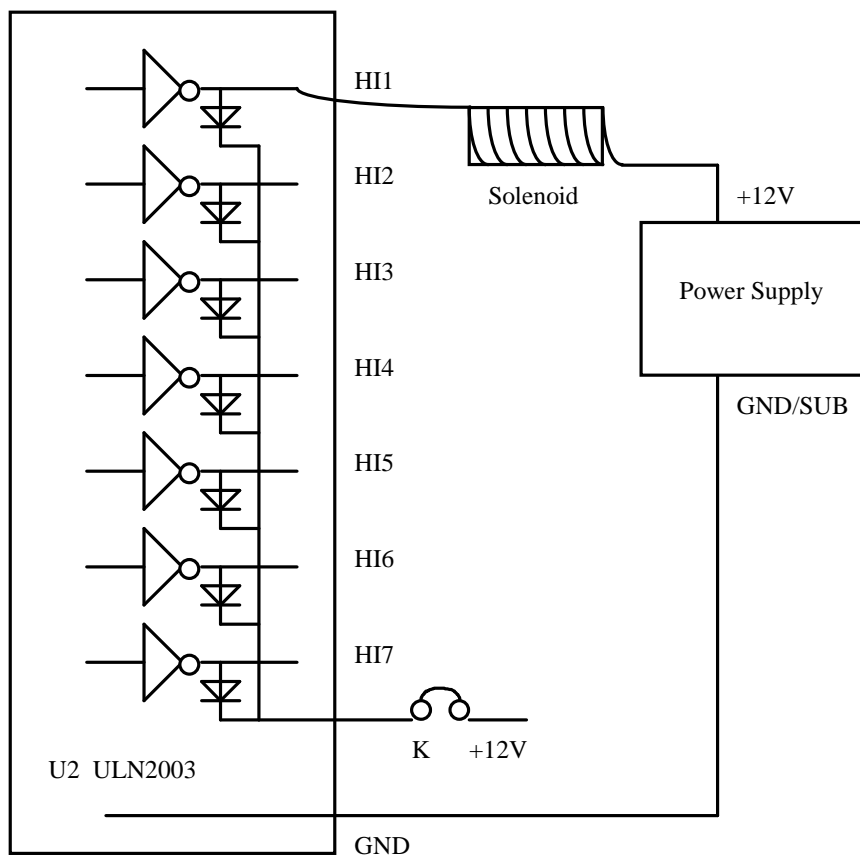 HI1
HI2
Solenoid
+12V
HI3
Power Supply
HI4
GND/SUB
HI5
HI6
HI7
K +12V
U2 ULN2003
GND